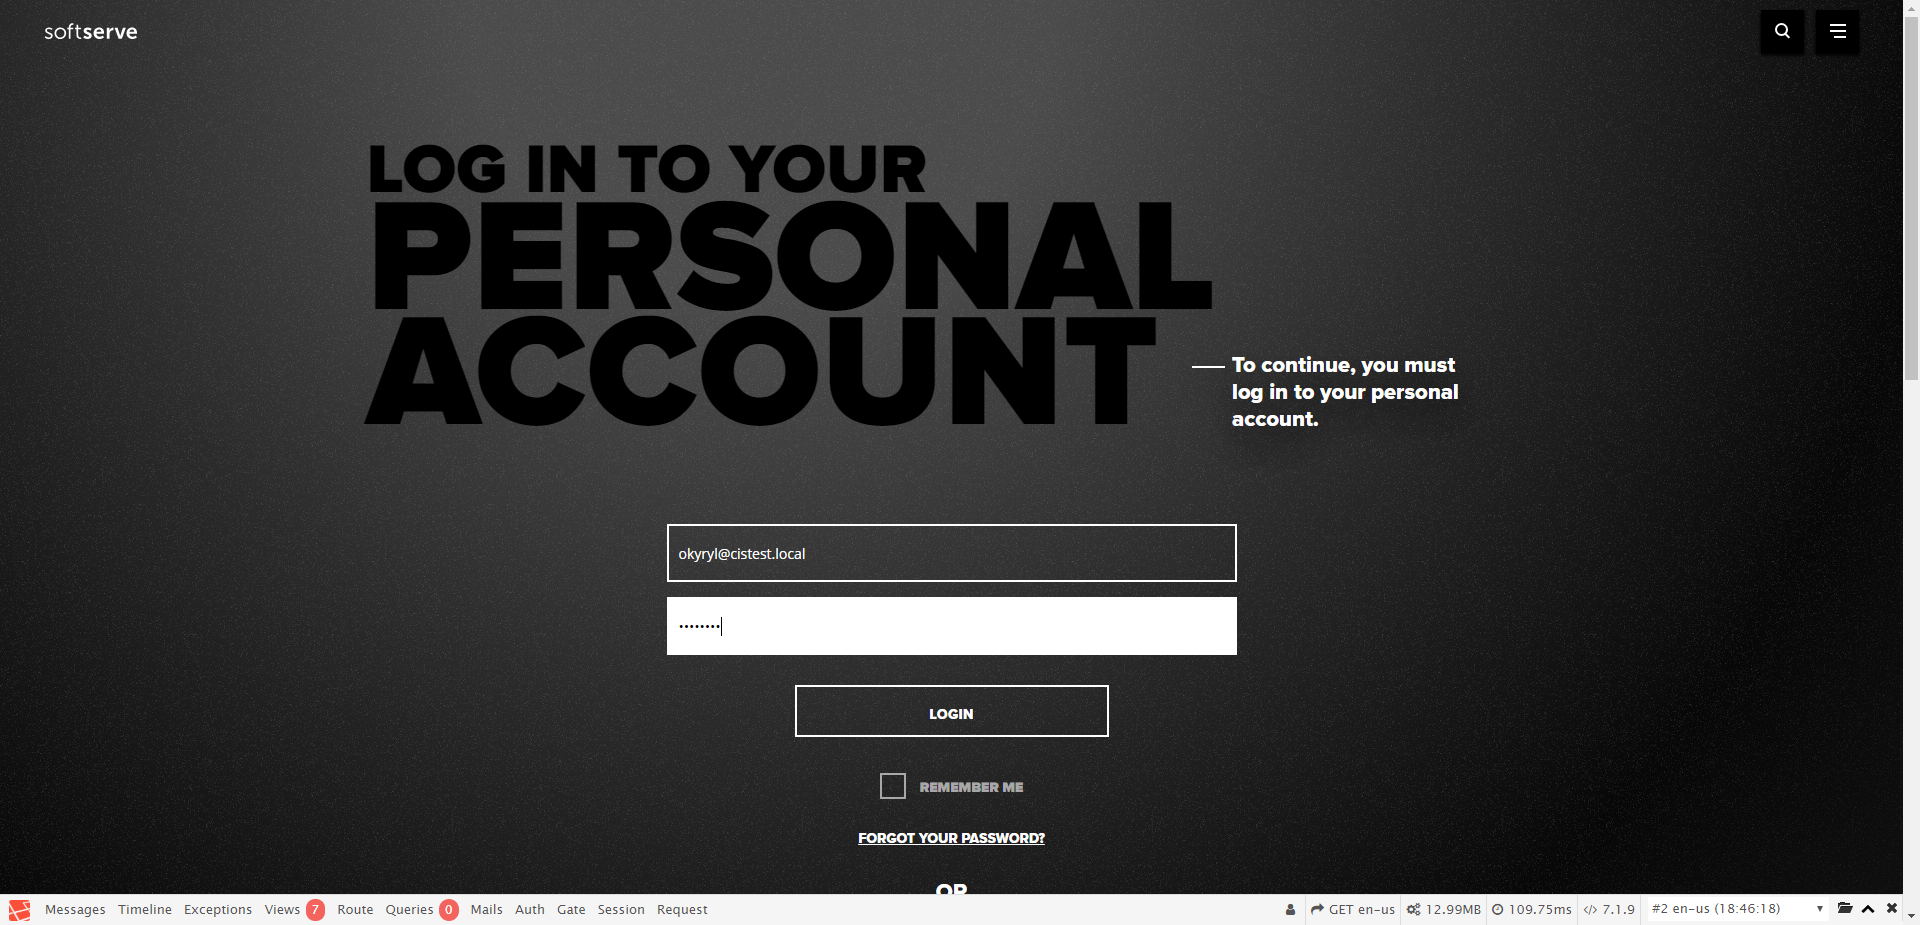 softserve
LOG IN TO YOUR
PERSONAL
ACCOUNT
To continue, you must
log in to your personal
account.
okyryl@cistest.local
••••••••
LOGIN
REMEMBER ME
FORGOT YOUR PASSWORD?
OR
Messages Timeline Exceptions Views 7 Route Queries 0 Mails Auth Gate Session Request GET en-us 12.99MB 109.75ms 7.1.9 #2 en-us (18:46:18)